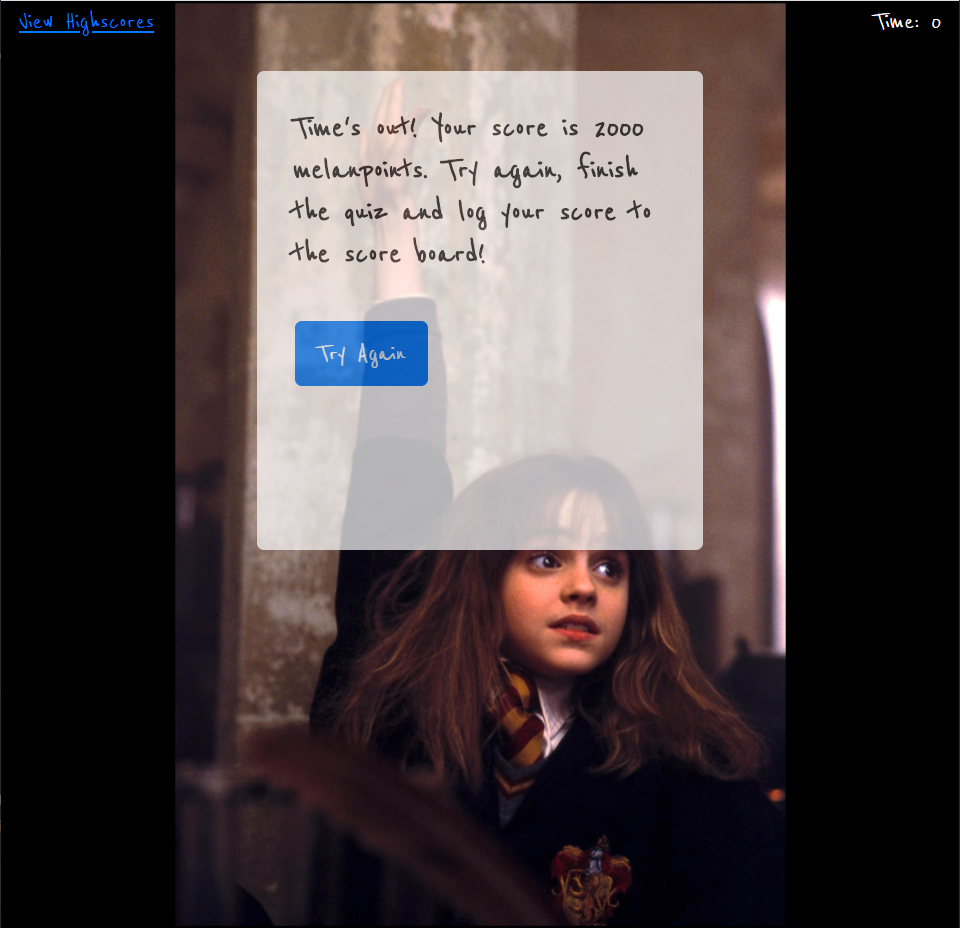 View Highscores
Time: 0
Time's out! Your score is 2000
melanpoints. Try again, finish
the quiz and log your score to
the score board!
Try Again